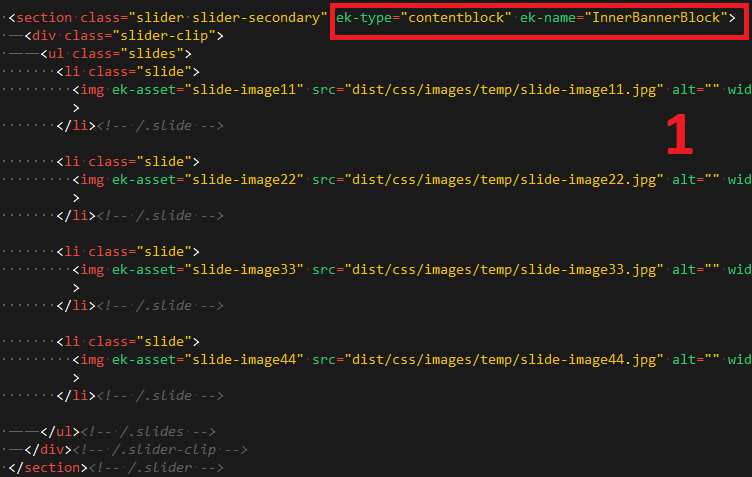 <section class="slider slider-secondary" ek-type="contentblock" ek-name="InnerBannerBlock">
<div class="slider-clip">
<ul class="slides">
<li class="slide">
<img ek-asset="slide-image11" src="dist/css/images/temp/slide-image11.jpg" alt="" wid
>
</li><!-- /.slide -->
1
<li class="slide">
<img ek-asset="slide-image22" src="dist/css/images/temp/slide-image22.jpg" alt="" wid
>
</li><!-- /.slide -->
<li class="slide">
<img ek-asset="slide-image33" src="dist/css/images/temp/slide-image33.jpg" alt="" wid
>
</li><!-- /.slide -->
<li class="slide">
<img ek-asset="slide-image44" src="dist/css/images/temp/slide-image44.jpg" alt="" wid
>
</li><!-- /.slide -->
</ul><!-- /.slides -->
</div><!-- /.slider-clip -->
</section><!-- /.slider -->